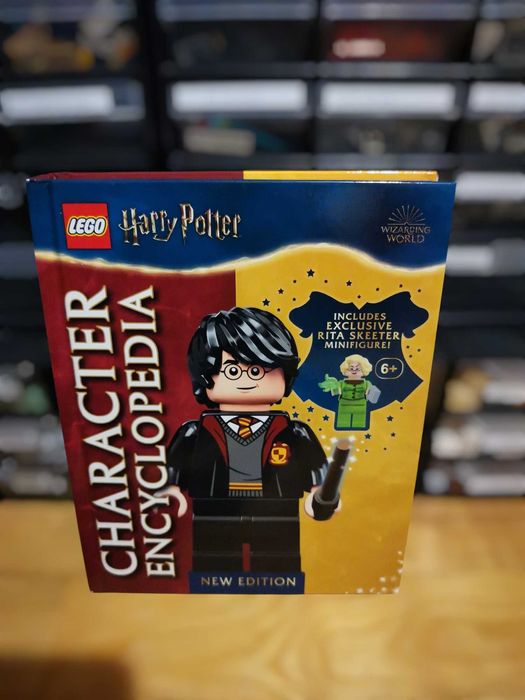 LEGO
Harry Potter
WIZARDING
WORLD
CHARACTER
ENCYCLOPEDIA
INCLUDES
EXCLUSIVE
RITA SKEETER
MINIFIGURE!
6+
NEW EDITION